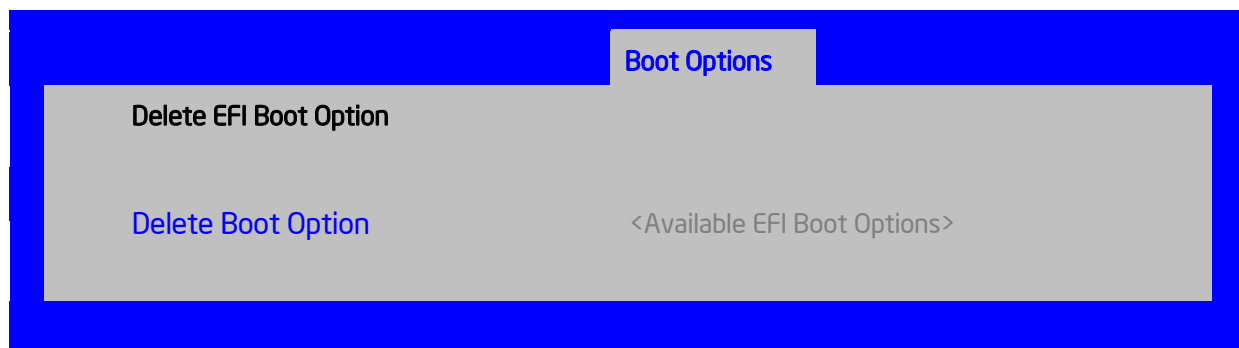 Boot Options
Delete EFI Boot Option
Delete Boot Option <Available EFI Boot Options>